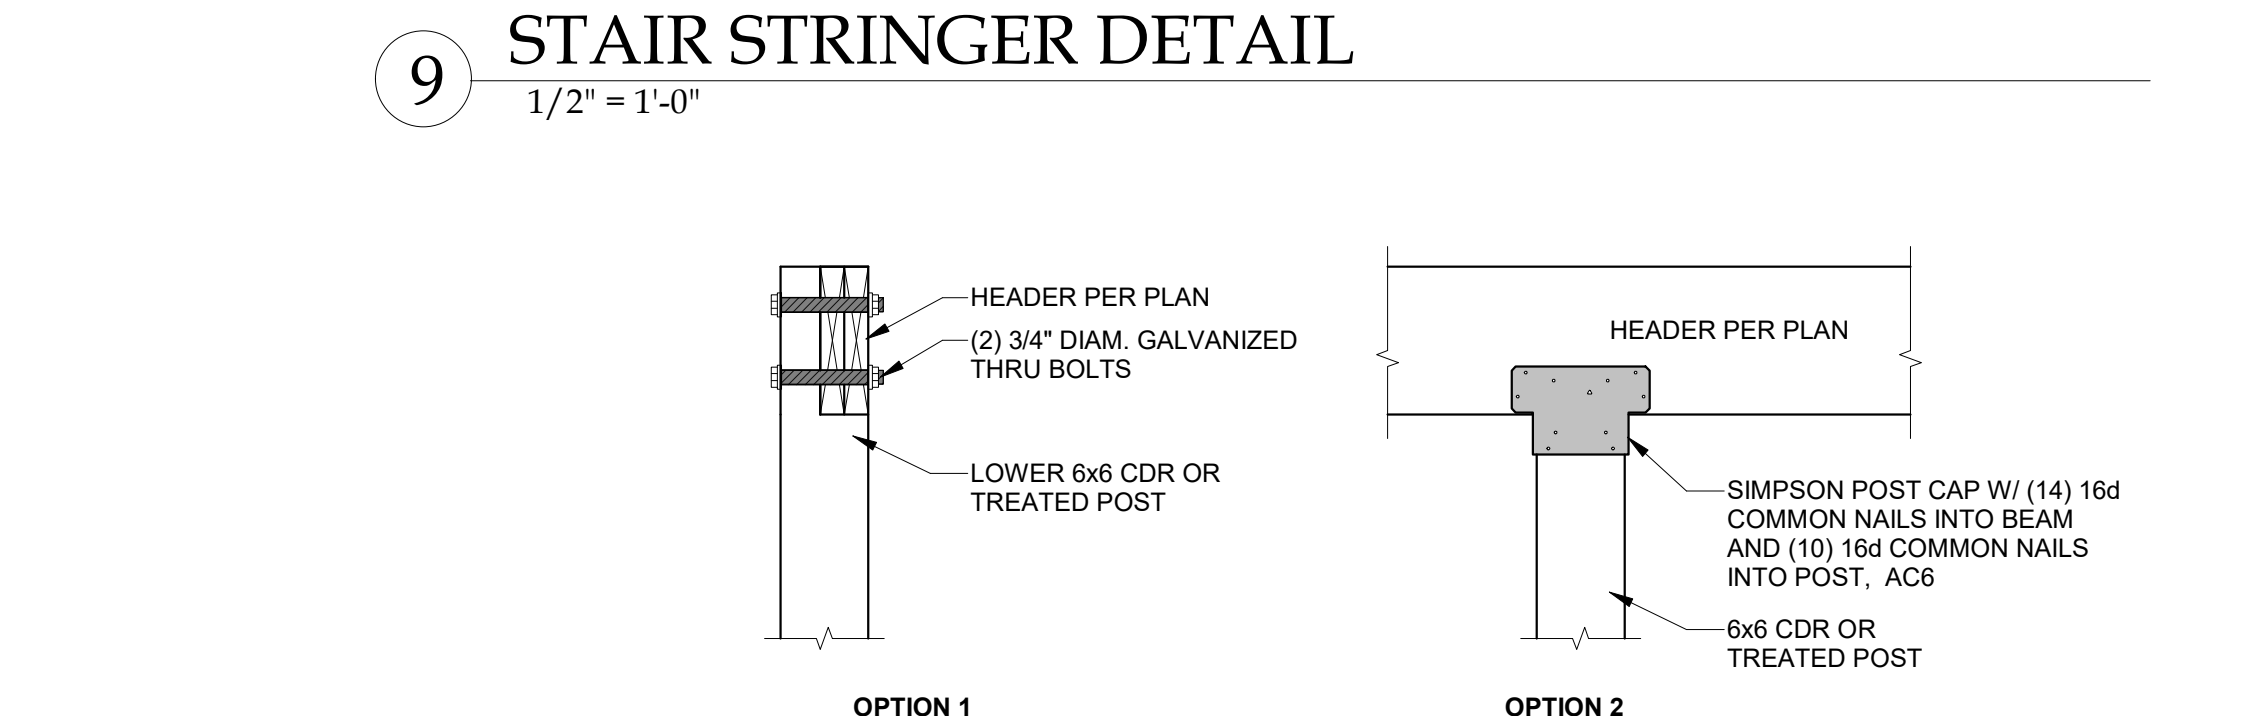 9
STAIR STRINGER DETAIL
1/2" = 1'-0"
HEADER PER PLAN
(2) 3/4" DIAM. GALVANIZED
THRU BOLTS
LOWER 6x6 CDR OR
TREATED POST
OPTION 1
HEADER PER PLAN
SIMPSON POST CAP W/ (14) 16d
COMMON NAILS INTO BEAM
AND (10) 16d COMMON NAILS
INTO POST,  AC6
6x6 CDR OR
TREATED POST
OPTION 2